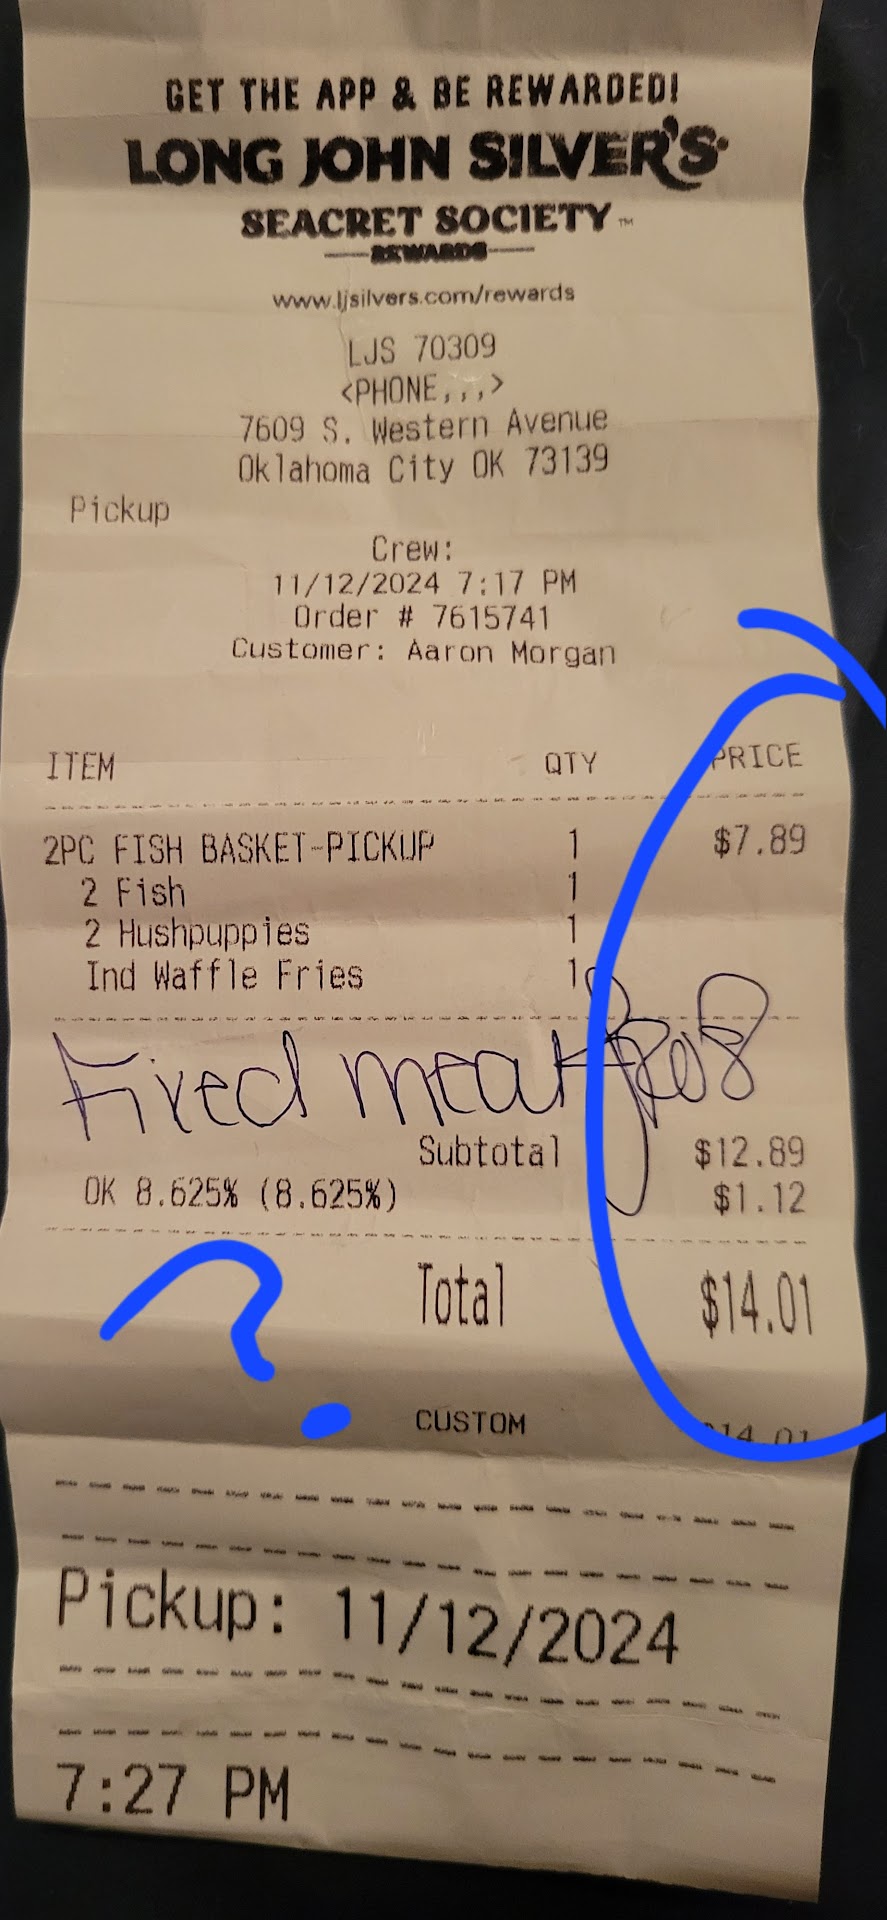 GET THE APP & BE REWARDED!
LONG JOHN SILVER'S
SEACRET SOCIETY™
REWARDS
www.ljsilvers.com/rewards
LJS 70309
<PHONE,,,>
7609 S. Western Avenue
Oklahoma City OK 73139
Pickup
Crew:
11/12/2024 7:17 PM
Order # 7615741
Customer: Aaron Morgan
ITEM QTY PRICE
2PC FISH BASKET-PICKUP 1 $7.89
2 Fish 1
2 Hushpuppies 1
Ind Waffle Fries 1
Fixed meat
Subtotal $12.89
OK 8.625% (8.625%) $1.12
Total $14.01
?
CUSTOM $14.01
Pickup: 11/12/2024
7:27 PM